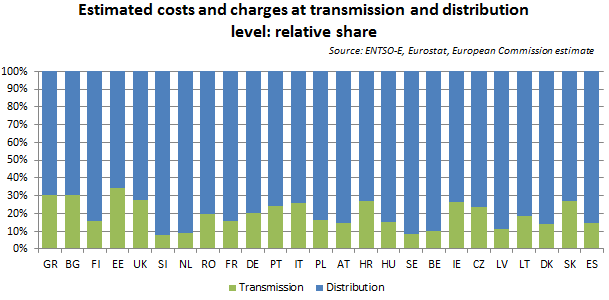 Estimated costs and charges at transmission and distribution
level: relative share
Source: ENTSO-E, Eurostat, European Commission estimate
100%
90%
80%
70%
60%
50%
40%
30%
20%
10%
0%
GR BG FI EE UK SI NL RO FR DE PT IT PL AT HR HU SE BE IE CZ LV LT DK SK ES
Transmission Distribution